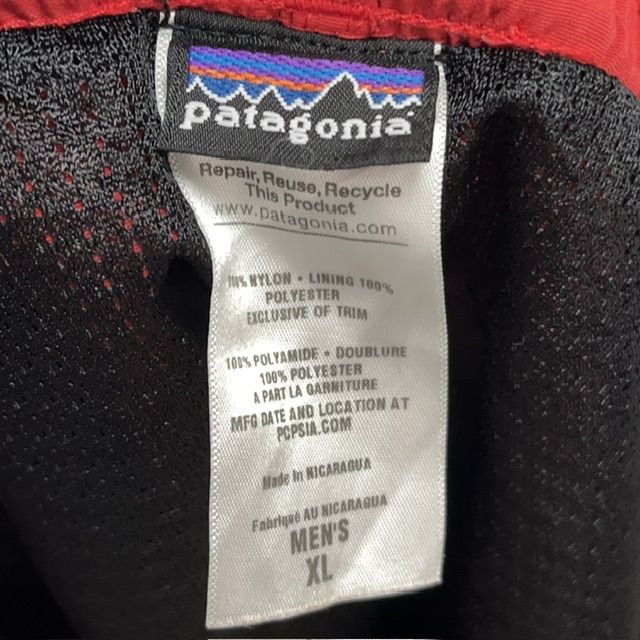 patagonia
Repair, Reuse, Recycle
This Product
www.patagonia.com
100% NYLON • LINING 100%
POLYESTER
EXCLUSIVE OF TRIM
100% POLYAMIDE • DOUBLURE
100% POLYESTER
A PART LA GARNITURE
MFG DATE AND LOCATION AT
PCPSIA.COM
Made in NICARAGUA
Fabriqué AU NICARAGUA
MEN'S
XL